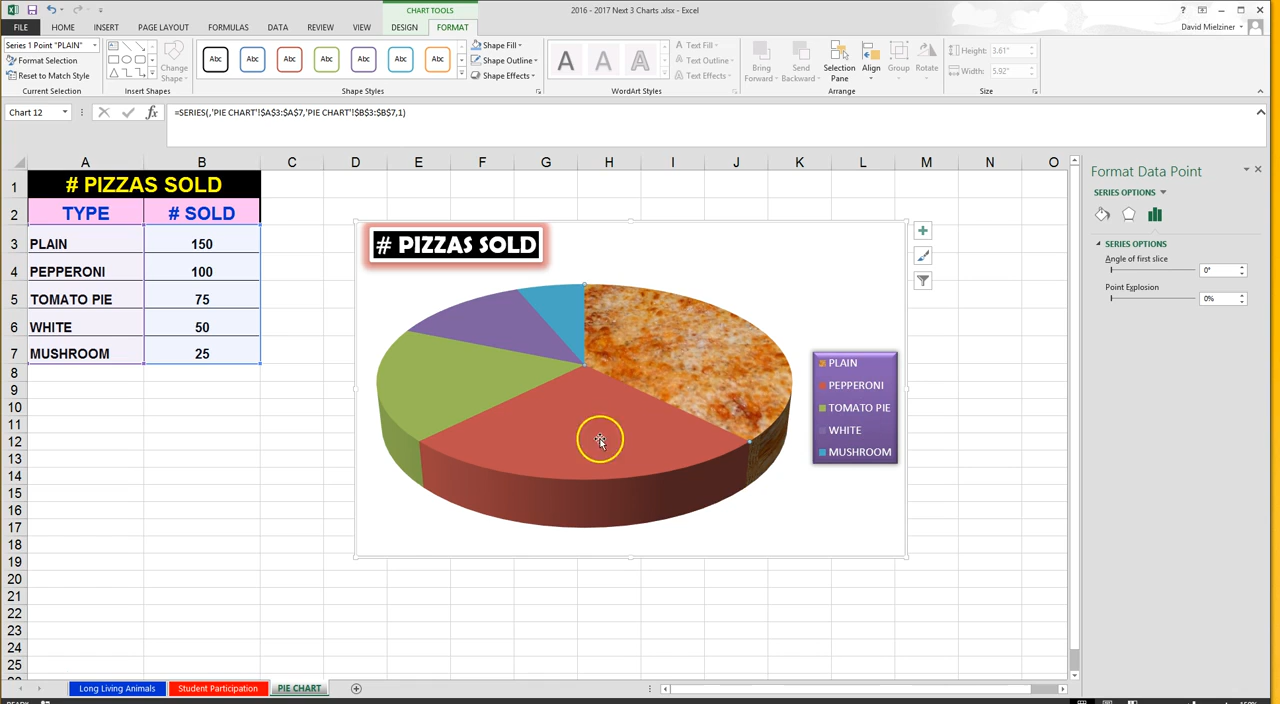 2016 - 2017 Next 3 Charts .xlsx - Excel
CHART TOOLS
FILE HOME INSERT PAGE LAYOUT FORMULAS DATA REVIEW VIEW DESIGN FORMAT
David Mielziner
Series 1 Point "PLAIN"
Format Selection
Reset to Match Style
Current Selection
Change Shape
Insert Shapes
Abc Abc Abc Abc Abc Abc Abc
Shape Fill
Shape Outline
Shape Effects
Shape Styles
A A A
Text Fill
Text Outline
Text Effects
WordArt Styles
Bring Forward
Send Backward
Selection Pane
Align
Group
Rotate
Arrange
Height: 3.61"
Width: 5.92"
Size
Chart 12
fx
=SERIES(,'PIE CHART'!$A$3:$A$7,'PIE CHART'!$B$3:$B$7,1)
A B C D E F G H I J K L M N O
1 # PIZZAS SOLD
2 TYPE # SOLD
3 PLAIN 150
4 PEPPERONI 100
5 TOMATO PIE 75
6 WHITE 50
7 MUSHROOM 25
8
9
10
11
12
13
14
15
16
17
18
19
20
21
22
23
24
25
# PIZZAS SOLD
PLAIN
PEPPERONI
TOMATO PIE
WHITE
MUSHROOM
Format Data Point
SERIES OPTIONS
SERIES OPTIONS
Angle of first slice
0°
Point Explosion
0%
Long Living Animals Student Participation PIE CHART